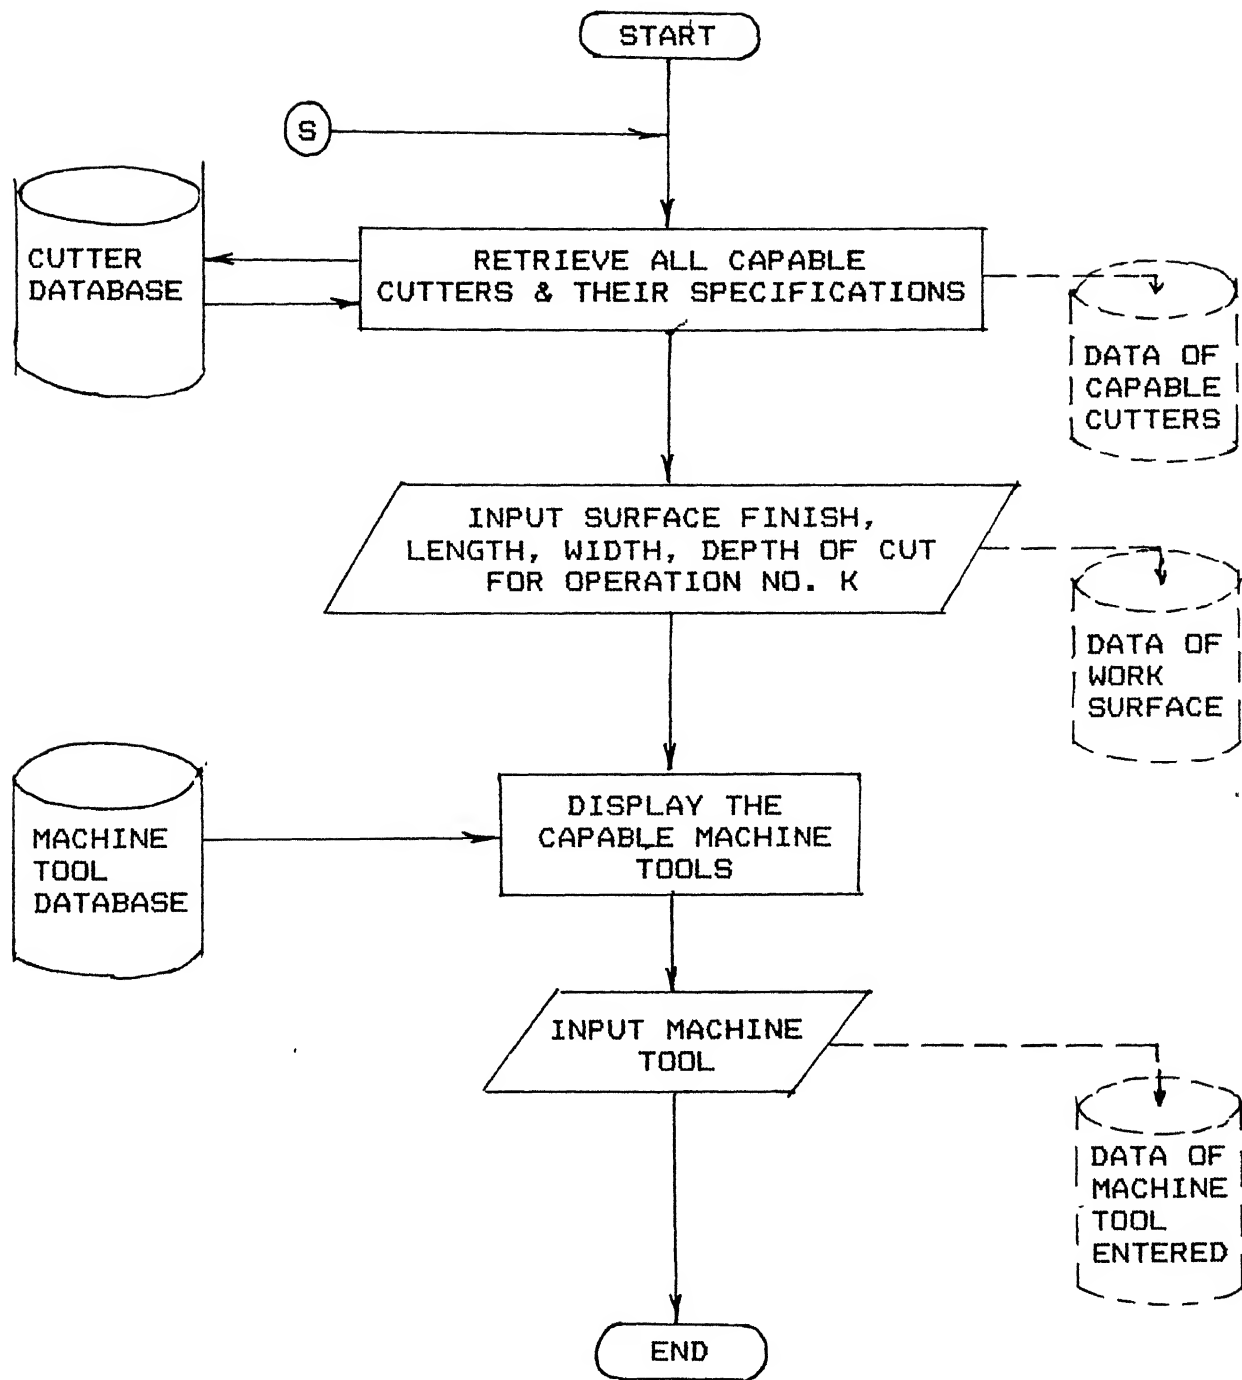 START
S
CUTTER
DATABASE
RETRIEVE ALL CAPABLE
CUTTERS & THEIR SPECIFICATIONS
DATA OF
CAPABLE
CUTTERS
INPUT SURFACE FINISH,
LENGTH, WIDTH, DEPTH OF CUT
FOR OPERATION NO. K
DATA OF
WORK
SURFACE
MACHINE
TOOL
DATABASE
DISPLAY THE
CAPABLE MACHINE
TOOLS
INPUT MACHINE
TOOL
DATA OF
MACHINE
TOOL
ENTERED
END